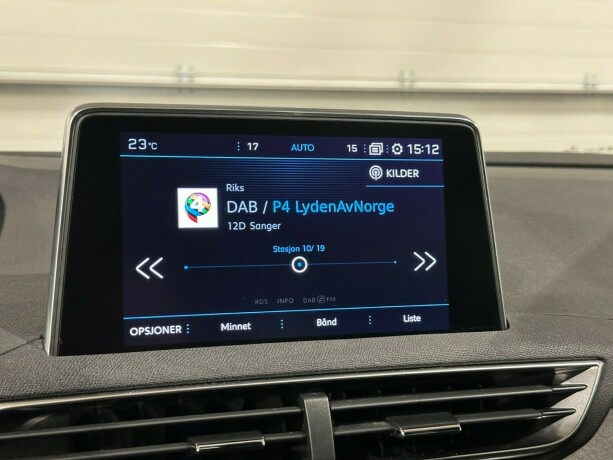 23°C 17 AUTO 15 15:12
KILDER
Riks
DAB / P4 LydenAvNorge
12D Sanger
Stasjon 10/ 19
RDS INFO DAB FM
OPSJONER Minnet Bånd Liste